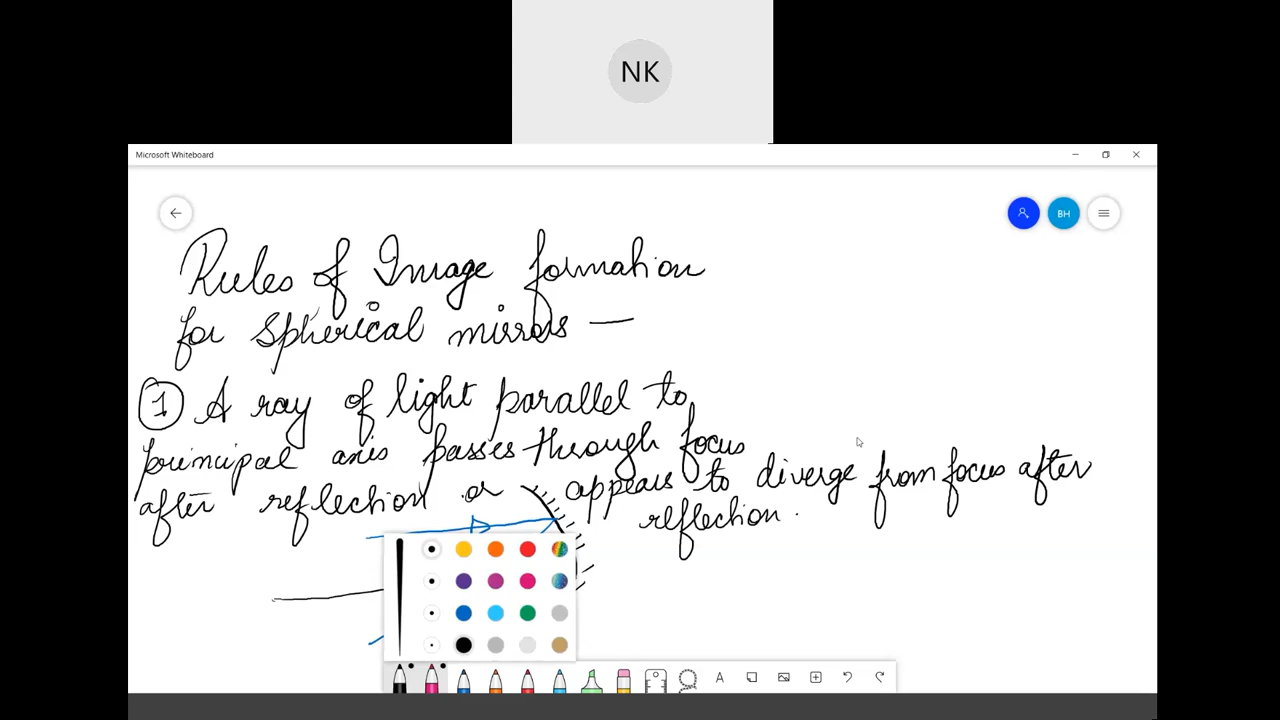 NK
Microsoft Whiteboard
BH
Rules of Image formation
for Spherical mirrors —
1 A ray of light parallel to
principal axis passes through focus
after reflection or appears to diverge from focus after
reflection.
A